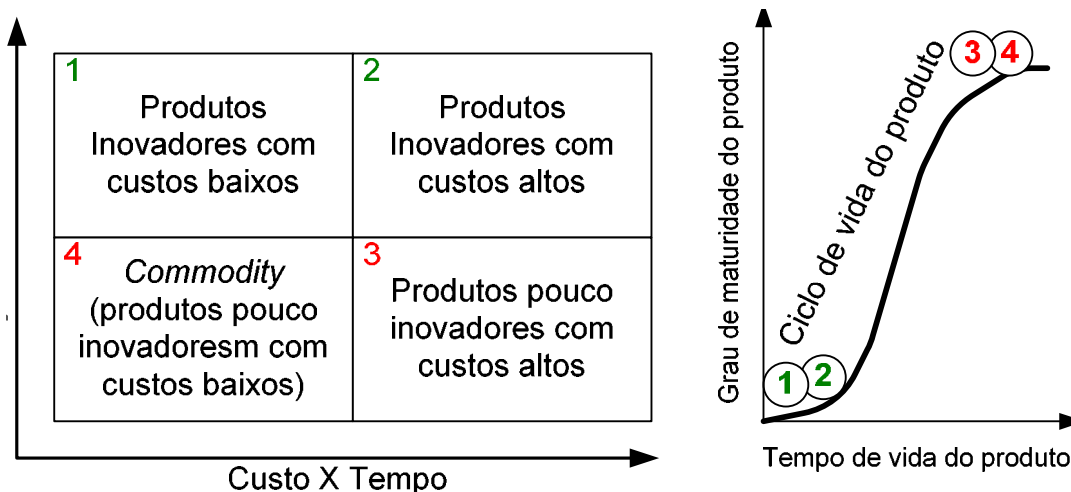 1
Produtos
Inovadores com
custos baixos
2
Produtos
Inovadores com
custos altos
4
Commodity
(produtos pouco
inovadoresm com
custos baixos)
3
Produtos pouco
inovadores com
custos altos
Custo X Tempo
Grau de maturidade do produto
Ciclo de vida do produto
3 4
1 2
Tempo de vida do produto